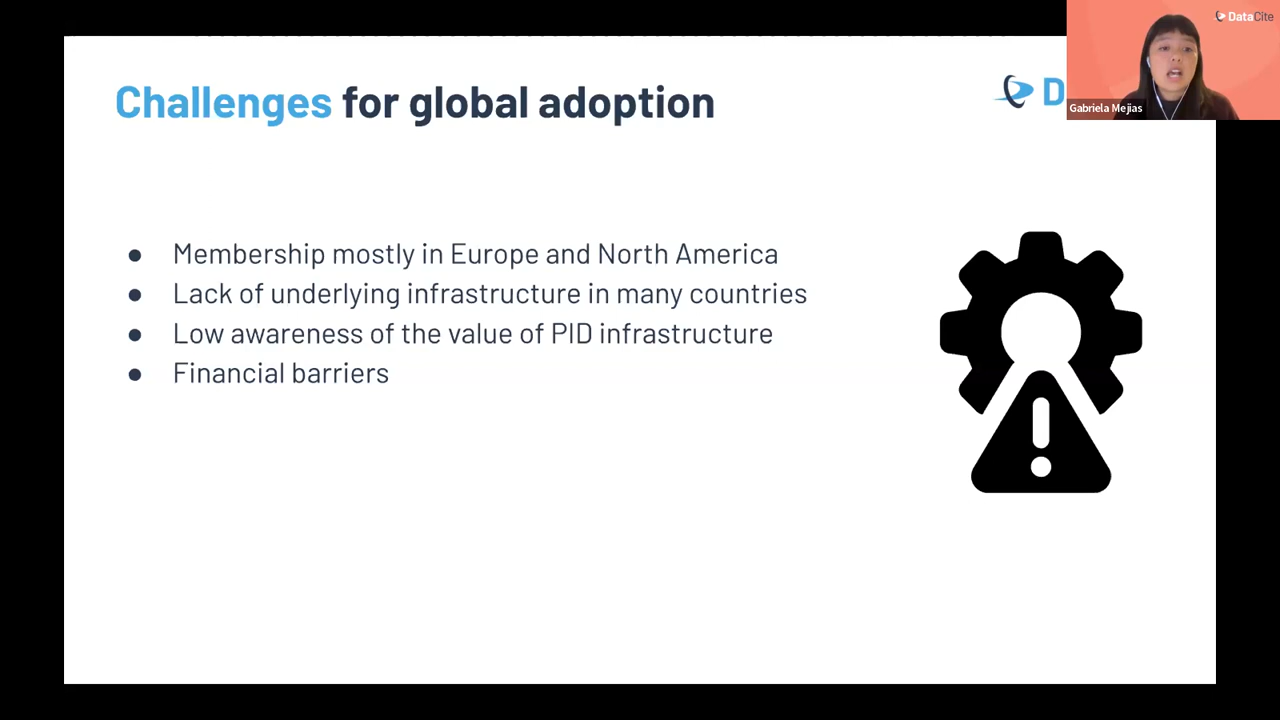 Challenges for global adoption
D
DataCite
Gabriela Mejias
● Membership mostly in Europe and North America
● Lack of underlying infrastructure in many countries
● Low awareness of the value of PID infrastructure
● Financial barriers